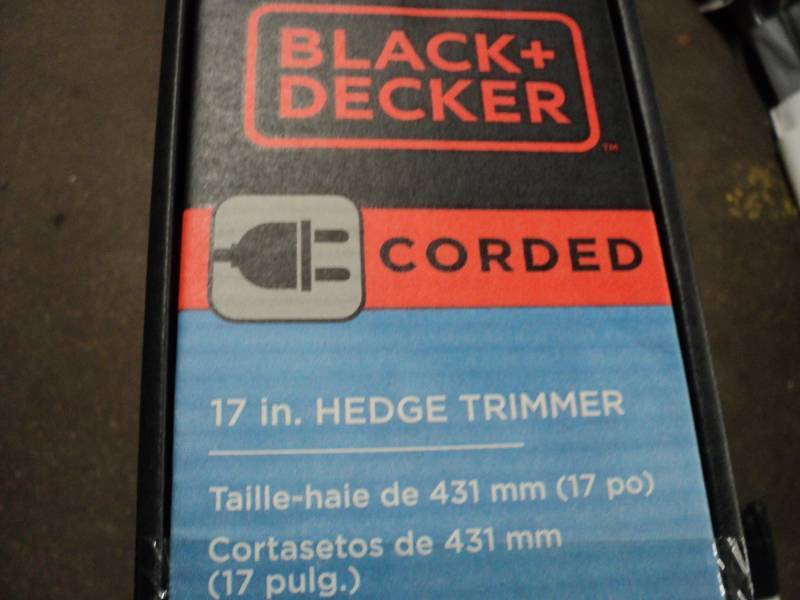 BLACK+
DECKER
TM
CORDED
17 in. HEDGE TRIMMER
Taille-haie de 431 mm (17 po)
Cortasetos de 431 mm
(17 pulg.)